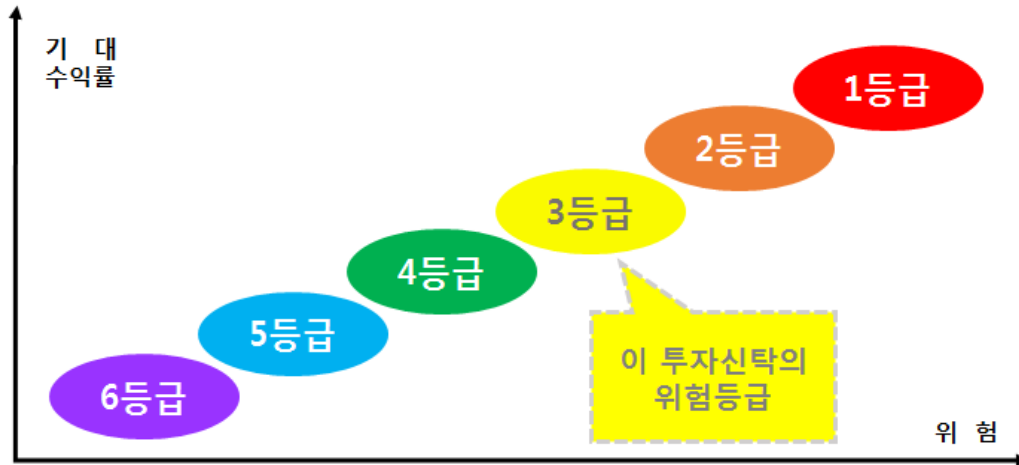 기 대
수익률
1등급
2등급
3등급
4등급
5등급
6등급
이 투자신탁의
위험등급
위 험